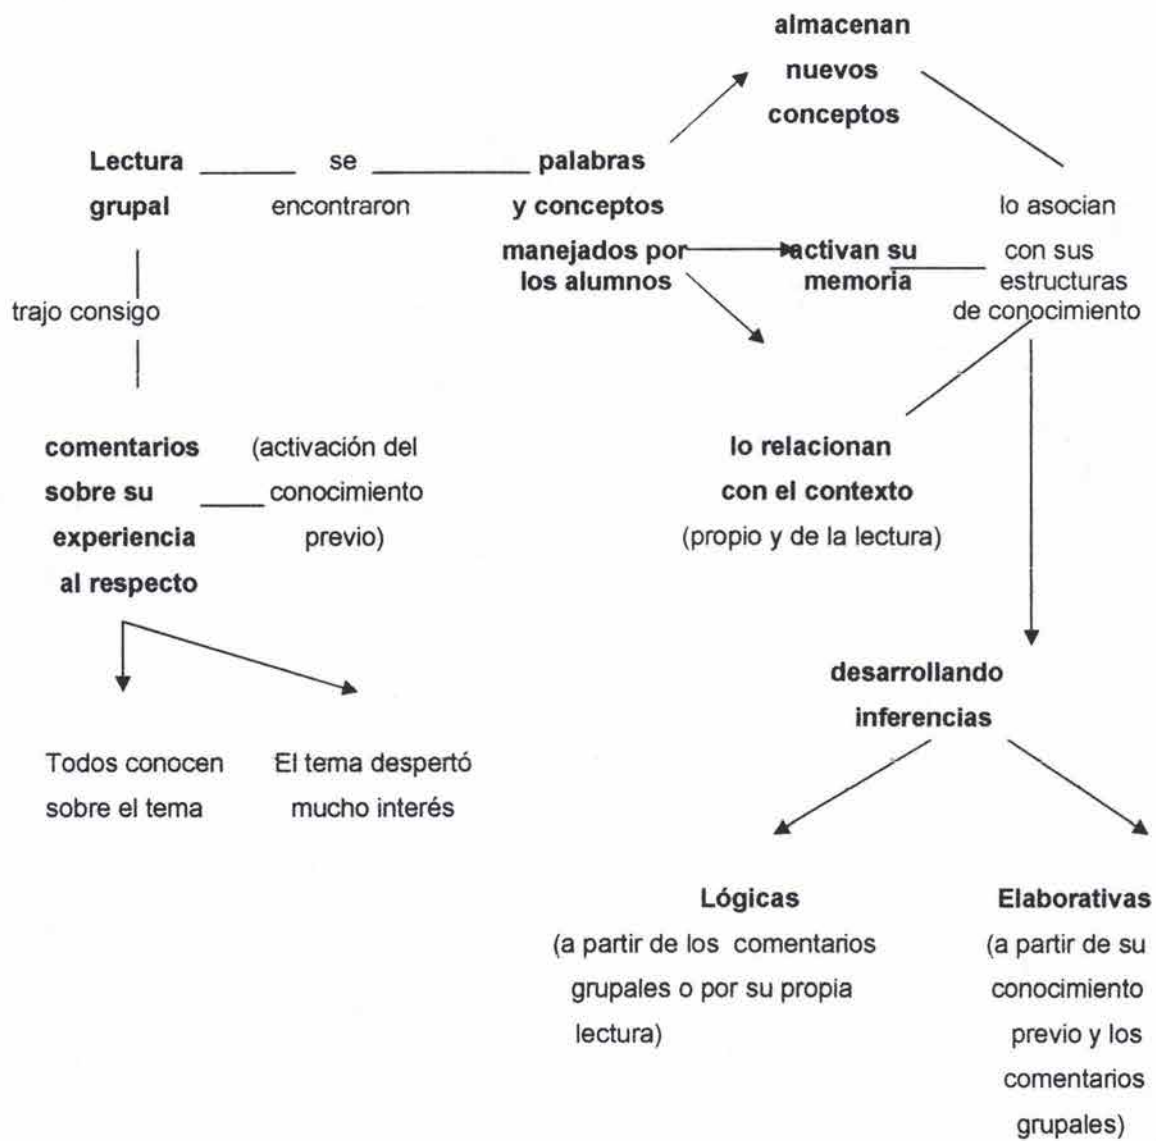 almacenan
nuevos
conceptos
Lectura
grupal
se
encontraron
palabras
y conceptos
manejados por
los alumnos
activan su
memoria
lo asocian
con sus
estructuras
de conocimiento
trajo consigo
comentarios
sobre su
experiencia
al respecto
(activación del
conocimiento
previo)
lo relacionan
con el contexto
(propio y de la lectura)
Todos conocen
sobre el tema
El tema despertó
mucho interés
desarrollando
inferencias
Lógicas
(a partir de los comentarios
grupales o por su propia
lectura)
Elaborativas
(a partir de su
conocimiento
previo y los
comentarios
grupales)